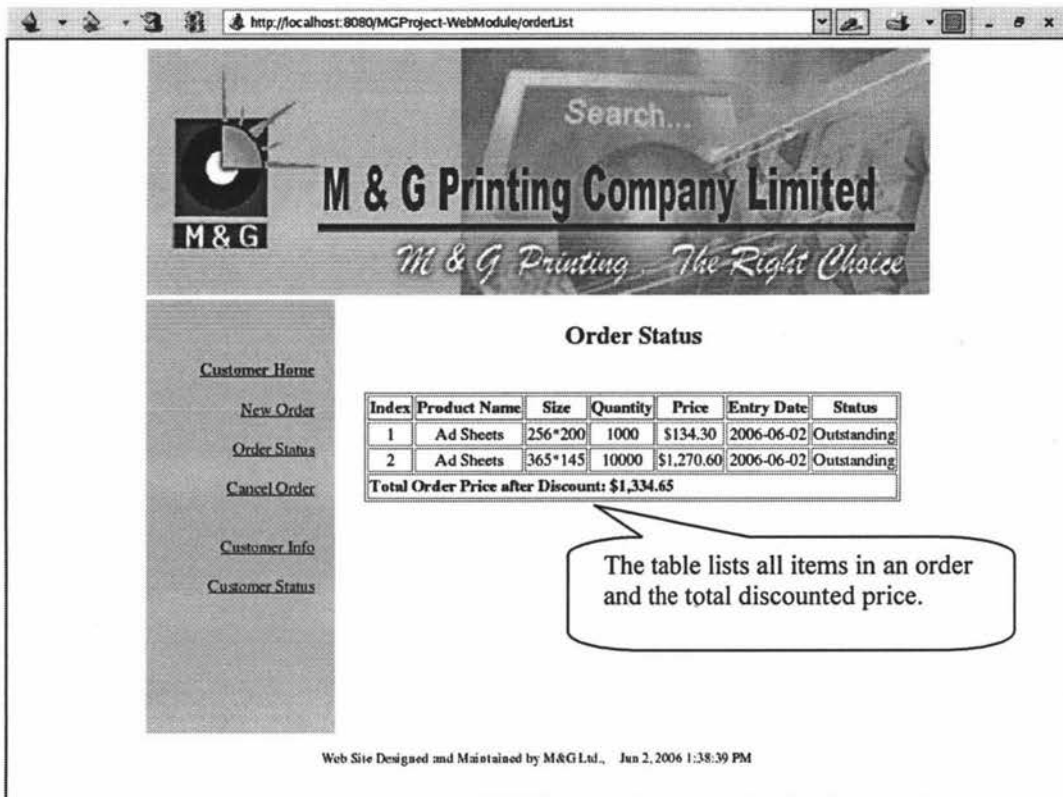 http://localhost:8080/MGProject-WebModule/orderList
Search...
M & G Printing Company Limited
M & G
M & G Printing . The Right Choice
Customer Home
New Order
Order Status
Cancel Order
Customer Info
Customer Status
Order Status
Index Product Name Size Quantity Price Entry Date Status
1 Ad Sheets 256*200 1000 $134.30 2006-06-02 Outstanding
2 Ad Sheets 365*145 10000 $1,270.60 2006-06-02 Outstanding
Total Order Price after Discount: $1,334.65
The table lists all items in an order
and the total discounted price.
Web Site Designed and Maintained by M&G Ltd., Jun 2, 2006 1:38:39 PM